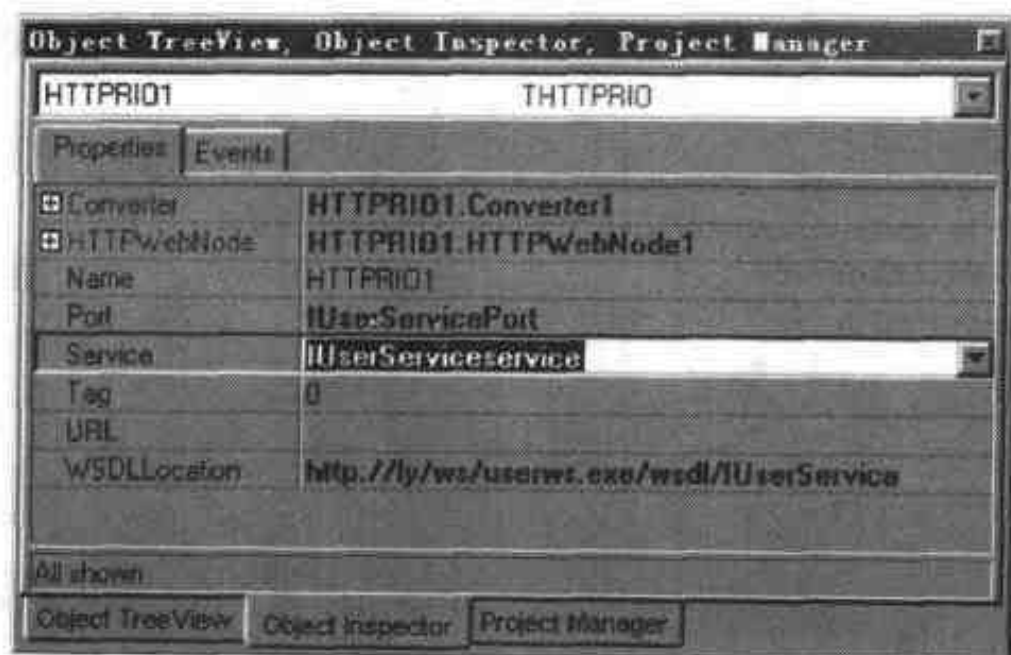 Object TreeView, Object Inspector, Project Manager
HTTPRIO1 THTTPRIO
Properties Events
Converter HTTPRIO1.Converter1
HTTPWebNode HTTPRIO1.HTTPWebNode1
Name HTTPRIO1
Port IUserServicePort
Service IUserServiceservice
Tag 0
URL
WSDLLocation http://ly/ws/userws.exe/wsdl/IUserService
All shown
Object TreeView Object Inspector Project Manager